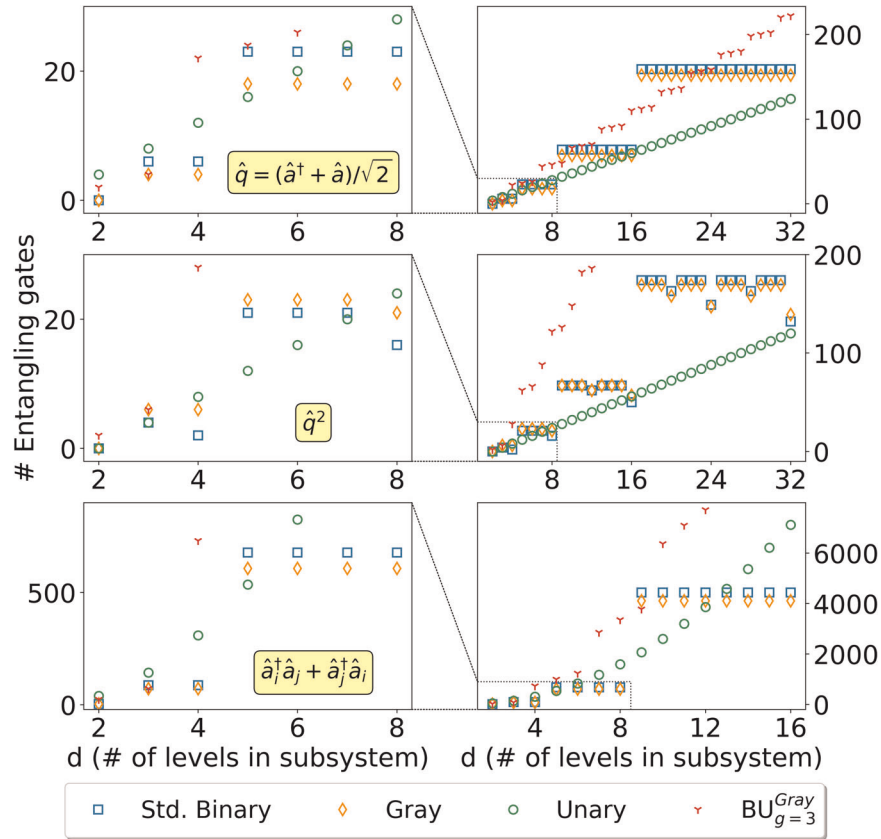 # Entangling gates
20
0
2 4 6 8
q̂ = (â† + â)/√2
200
100
0
8 16 24 32
20
0
2 4 6 8
q̂²
200
100
0
8 16 24 32
500
0
2 4 6 8
â†ᵢâⱼ + â†ⱼâᵢ
6000
4000
2000
0
4 8 12 16
d (# of levels in subsystem) d (# of levels in subsystem)
Std. Binary Gray Unary BU^{Gray}_{g=3}